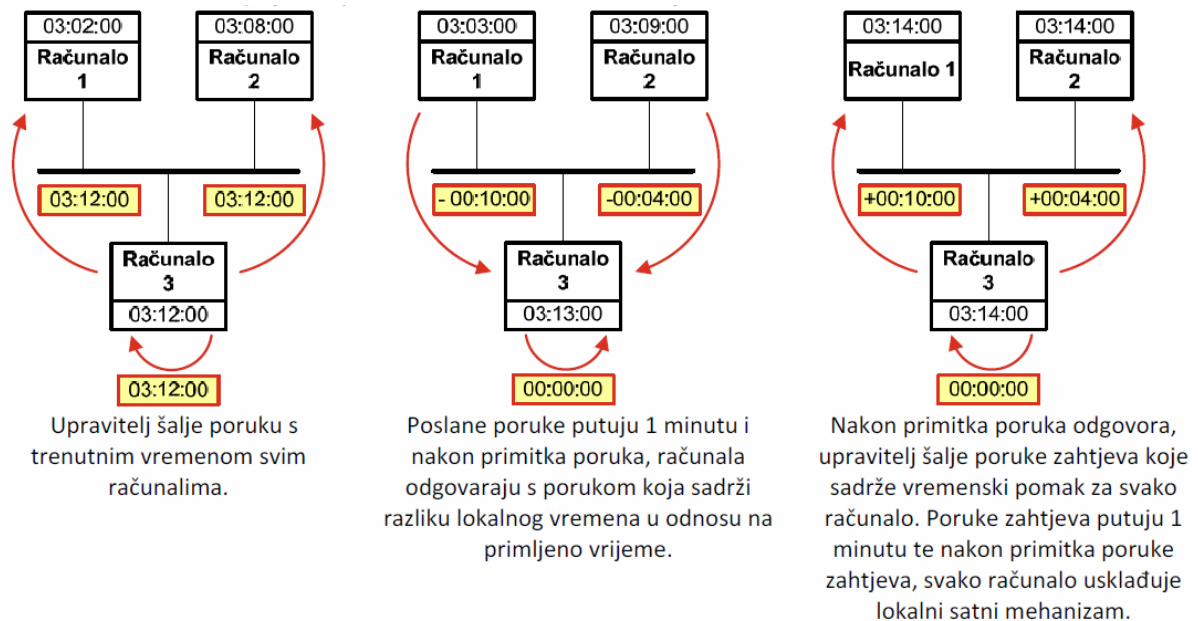 03:02:00
Računalo
1
03:08:00
Računalo
2
03:12:00
03:12:00
Računalo
3
03:12:00
03:12:00
Upravitelj šalje poruku s
trenutnim vremenom svim
računalima.
03:03:00
Računalo
1
03:09:00
Računalo
2
- 00:10:00
-00:04:00
Računalo
3
03:13:00
00:00:00
Poslane poruke putuju 1 minutu i
nakon primitka poruka, računala
odgovaraju s porukom koja sadrži
razliku lokalnog vremena u odnosu na
primljeno vrijeme.
03:14:00
Računalo 1
03:14:00
Računalo
2
+00:10:00
+00:04:00
Računalo
3
03:14:00
00:00:00
Nakon primitka poruka odgovora,
upravitelj šalje poruke zahtjeva koje
sadrže vremenski pomak za svako
računalo. Poruke zahtjeva putuju 1
minutu te nakon primitka poruke
zahtjeva, svako računalo usklađuje
lokalni satni mehanizam.